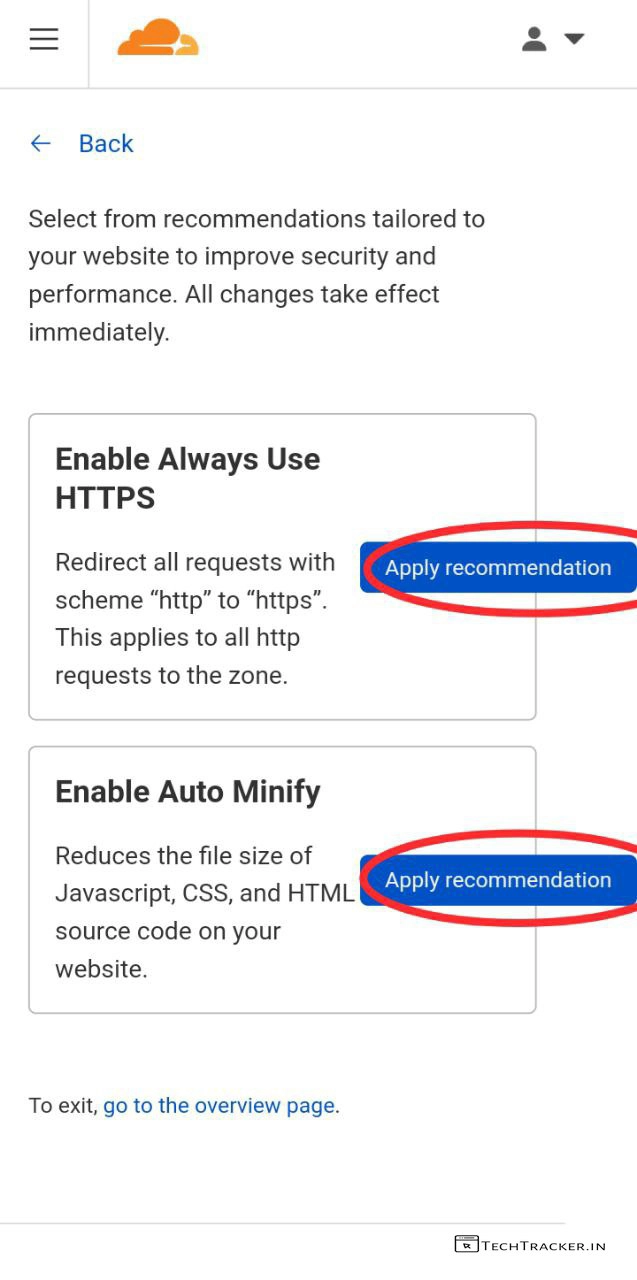 Back
Select from recommendations tailored to
your website to improve security and
performance. All changes take effect
immediately.
Enable Always Use
HTTPS
Redirect all requests with
scheme “http” to “https”.
This applies to all http
requests to the zone.
Apply recommendation
Enable Auto Minify
Reduces the file size of
Javascript, CSS, and HTML
source code on your
website.
Apply recommendation
To exit, go to the overview page.
TECHTRACKER.IN